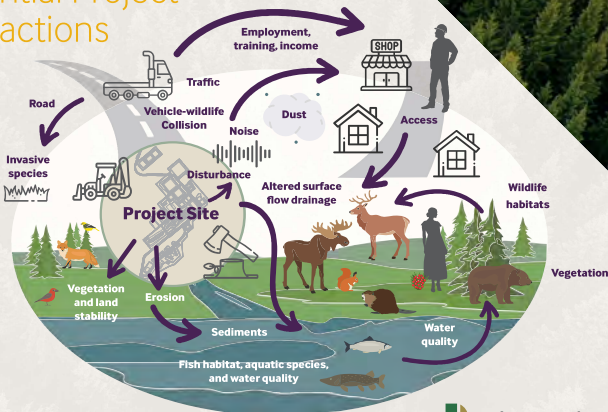 actions
Employment,
training, income
SHOP
Traffic
Road
Vehicle-wildlife
Collision
Dust
Noise
Access
Invasive
species
Disturbance
Altered surface
flow drainage
Wildlife
habitats
Project Site
Vegetation
Vegetation
and land
stability
Erosion
Sediments
Water
quality
Fish habitat, aquatic species,
and water quality